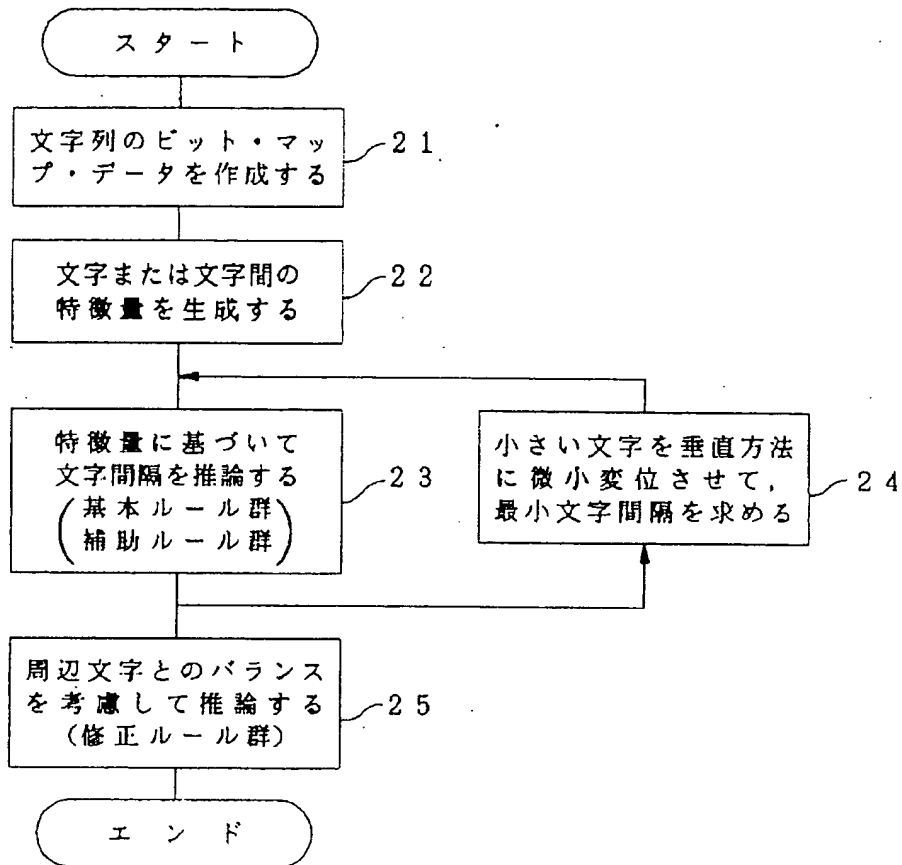 スタート
文字列のビット・マッ
プ・データを作成する
21
文字または文字間の
特徴量を生成する
22
特徴量に基づいて
文字間隔を推論する
(基本ルール群
補助ルール群)
23
小さい文字を垂直方法
に微小変位させて,
最小文字間隔を求める
24
周辺文字とのバランス
を考慮して推論する
(修正ルール群)
25
エンド